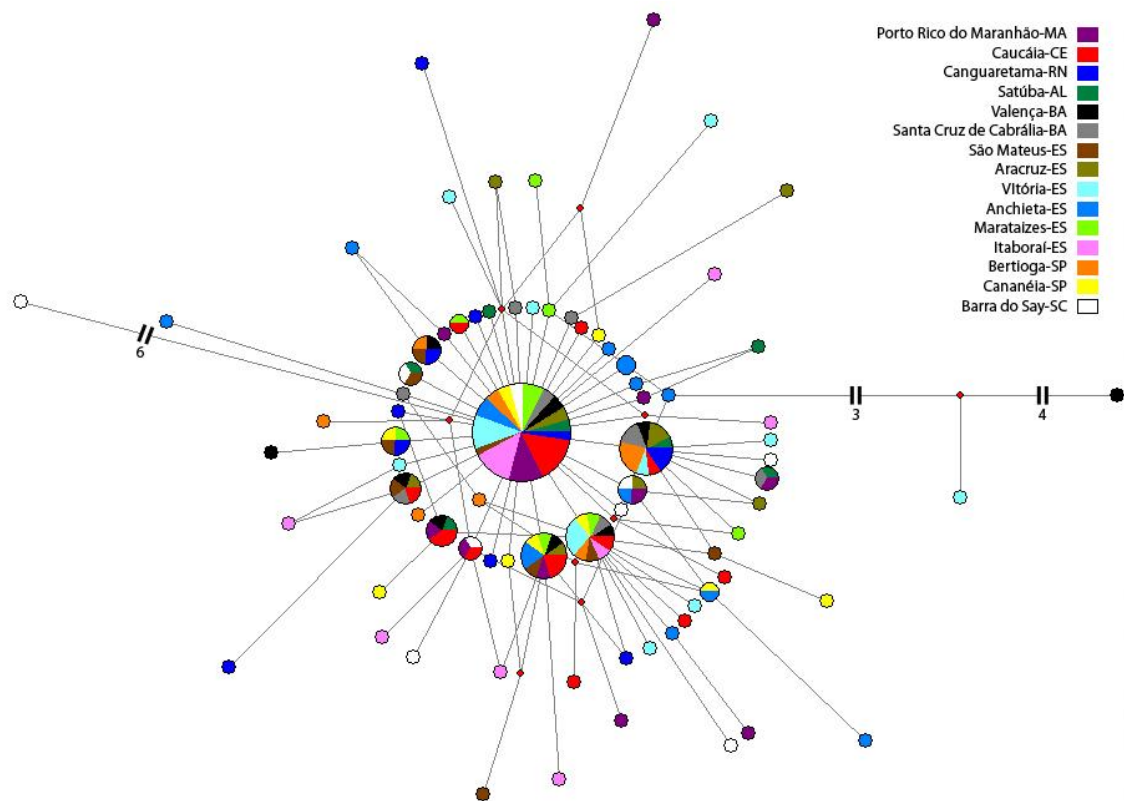 Porto Rico do Maranhão-MA
Caucáia-CE
Canguaretama-RN
Satúba-AL
Valença-BA
Santa Cruz de Cabrália-BA
São Mateus-ES
Aracruz-ES
Vitória-ES
Anchieta-ES
Marataizes-ES
Itaboraí-ES
Bertioga-SP
Cananéia-SP
Barra do Say-SC
6
3
4